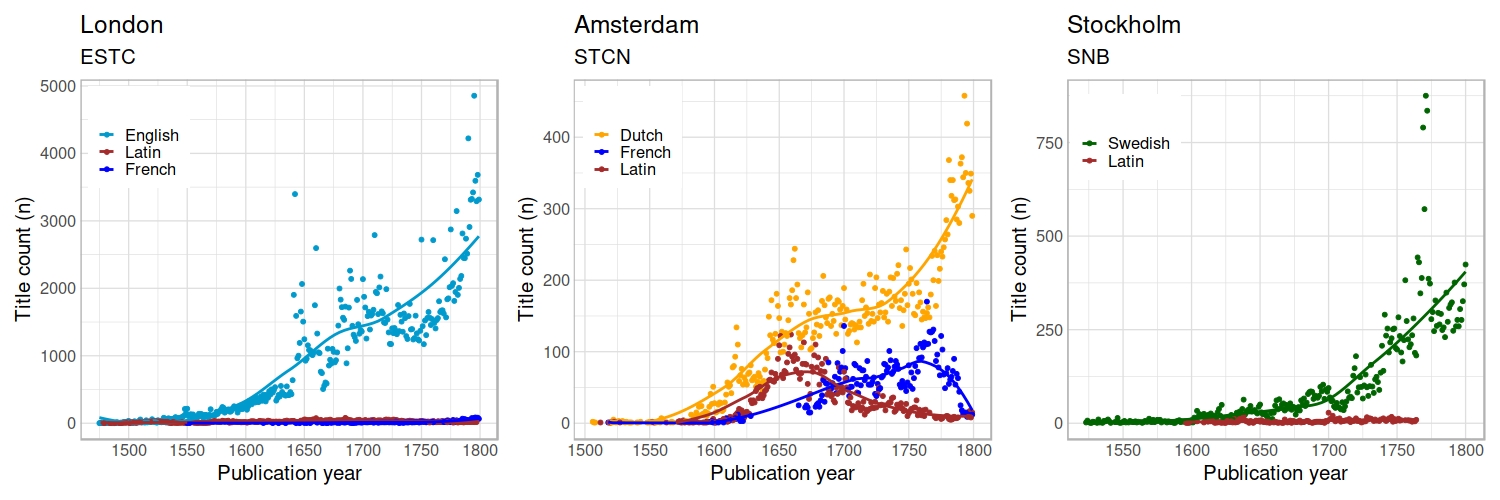 London
ESTC
Title count (n)
5000
4000
3000
2000
1000
0
English
Latin
French
1500
1550
1600
1650
1700
1750
1800
Publication year
Amsterdam
STCN
Title count (n)
400
300
200
100
0
Dutch
French
Latin
1500
1550
1600
1650
1700
1750
1800
Publication year
Stockholm
SNB
Title count (n)
750
500
250
0
Swedish
Latin
1550
1600
1650
1700
1750
1800
Publication year